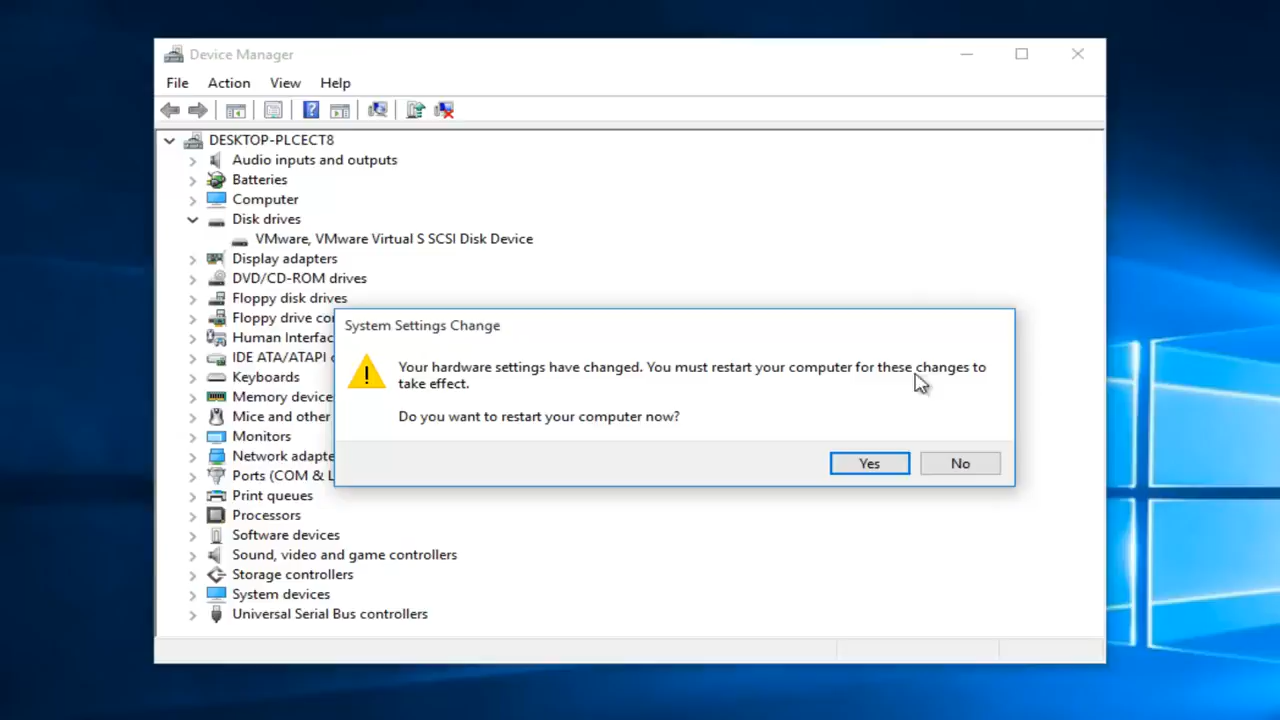 Device Manager
File Action View Help
DESKTOP-PLCECT8
Audio inputs and outputs
Batteries
Computer
Disk drives
VMware, VMware Virtual S SCSI Disk Device
Display adapters
DVD/CD-ROM drives
Floppy disk drives
Floppy drive co
Human Interfac
IDE ATA/ATAPI
Keyboards
Memory device
Mice and other
Monitors
Network adapte
Ports (COM & L
Print queues
Processors
Software devices
Sound, video and game controllers
Storage controllers
System devices
Universal Serial Bus controllers
System Settings Change
Your hardware settings have changed. You must restart your computer for these changes to
take effect.
Do you want to restart your computer now?
Yes No